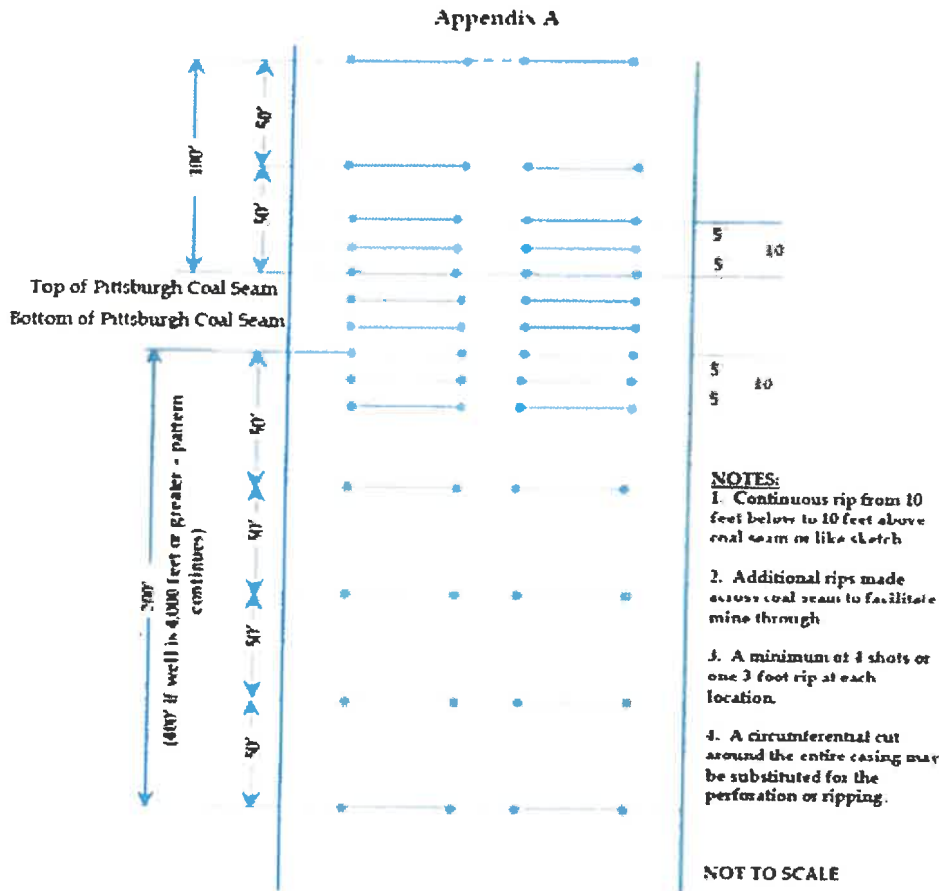 Appendix A
50'
100'
50'
5
10
5
Top of Pittsburgh Coal Seam
Bottom of Pittsburgh Coal Seam
5
10
5
50'
50'
50'
50'
200'
(400' if well is 4,000 feet or greater - pattern
continues)
NOTES:
1. Continuous rip from 10
feet below to 10 feet above
coal seam or like sketch
2. Additional rips made
across coal seam to facilitate
mine through
3. A minimum of 4 shots or
one 3 foot rip at each
location.
4. A circumferential cut
around the entire casing may
be substituted for the
perforation or ripping.
NOT TO SCALE